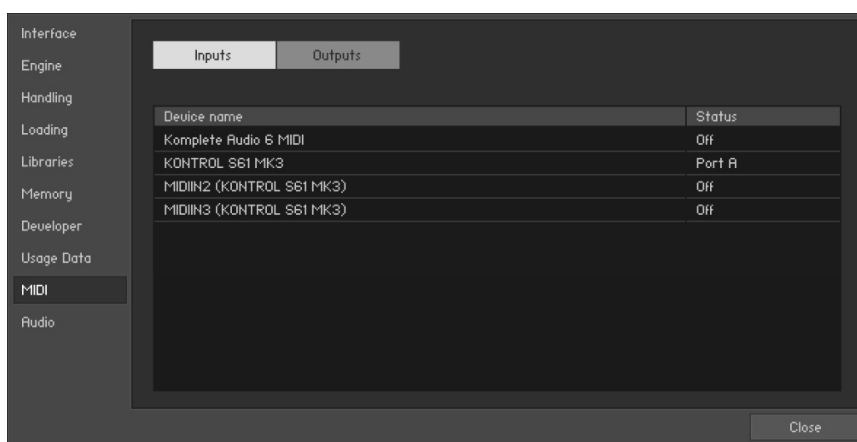 Interface
Engine
Handling
Loading
Libraries
Memory
Developer
Usage Data
MIDI
Audio
Inputs Outputs
Device name Status
Komplete Audio 6 MIDI Off
KONTROL S61 MK3 Port A
MIDIIN2 (KONTROL S61 MK3) Off
MIDIIN3 (KONTROL S61 MK3) Off
Close